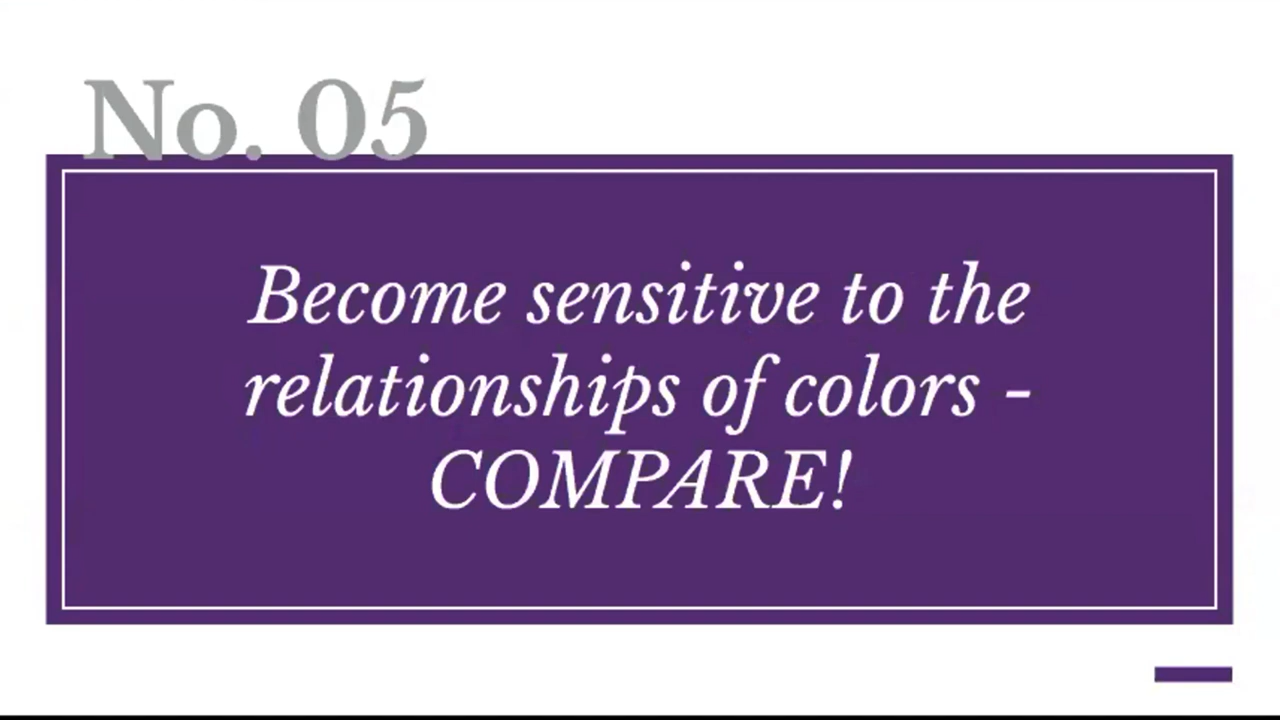 No. 05
Become sensitive to the
relationships of colors -
COMPARE!